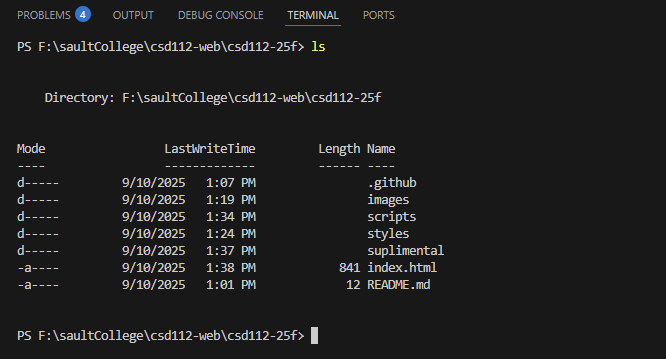 PROBLEMS 4 OUTPUT DEBUG CONSOLE TERMINAL PORTS
PS F:\saultCollege\csd112-web\csd112-25f> ls
Directory: F:\saultCollege\csd112-web\csd112-25f
Mode LastWriteTime Length Name
---- ------------- ------ ----
d----- 9/10/2025 1:07 PM .github
d----- 9/10/2025 1:19 PM images
d----- 9/10/2025 1:34 PM scripts
d----- 9/10/2025 1:24 PM styles
d----- 9/10/2025 1:37 PM suplimental
-a---- 9/10/2025 1:38 PM 841 index.html
-a---- 9/10/2025 1:01 PM 12 README.md
PS F:\saultCollege\csd112-web\csd112-25f>